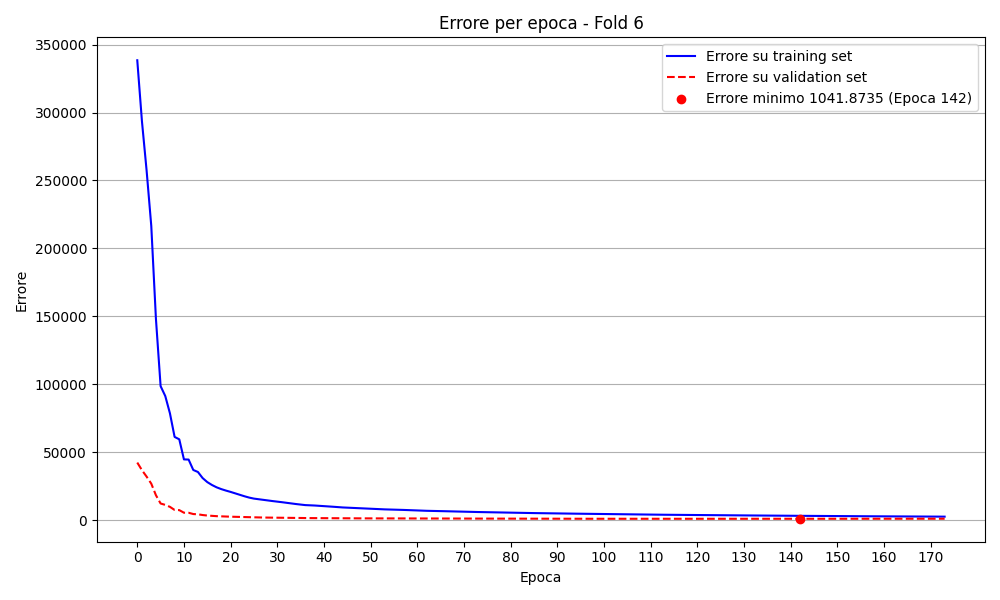 Errore per epoca - Fold 6
Errore su training set
Errore su validation set
Errore minimo 1041.8735 (Epoca 142)
Errore
350000
300000
250000
200000
150000
100000
50000
0
0 10 20 30 40 50 60 70 80 90 100 110 120 130 140 150 160 170
Epoca